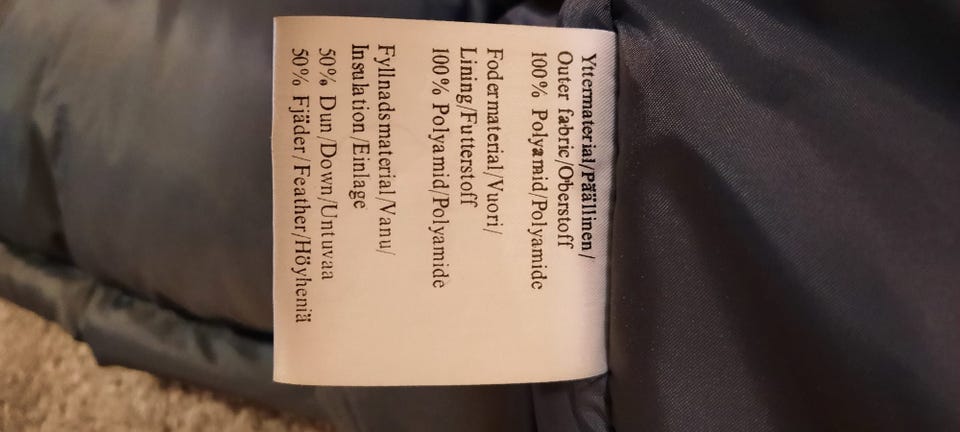 Yttermaterial/Päällinen/
Outer fabric/Oberstoff
100% Polyamid/Polyamide
Fodermaterial/Vuori/
Lining/Futterstoff
100% Polyamid/Polyamide
Fyllnadsmaterial/Vanu/
Insulation/Einlage
50% Dun/Down/Untuvaa
50% Fjäder/Feather/Höyheniä